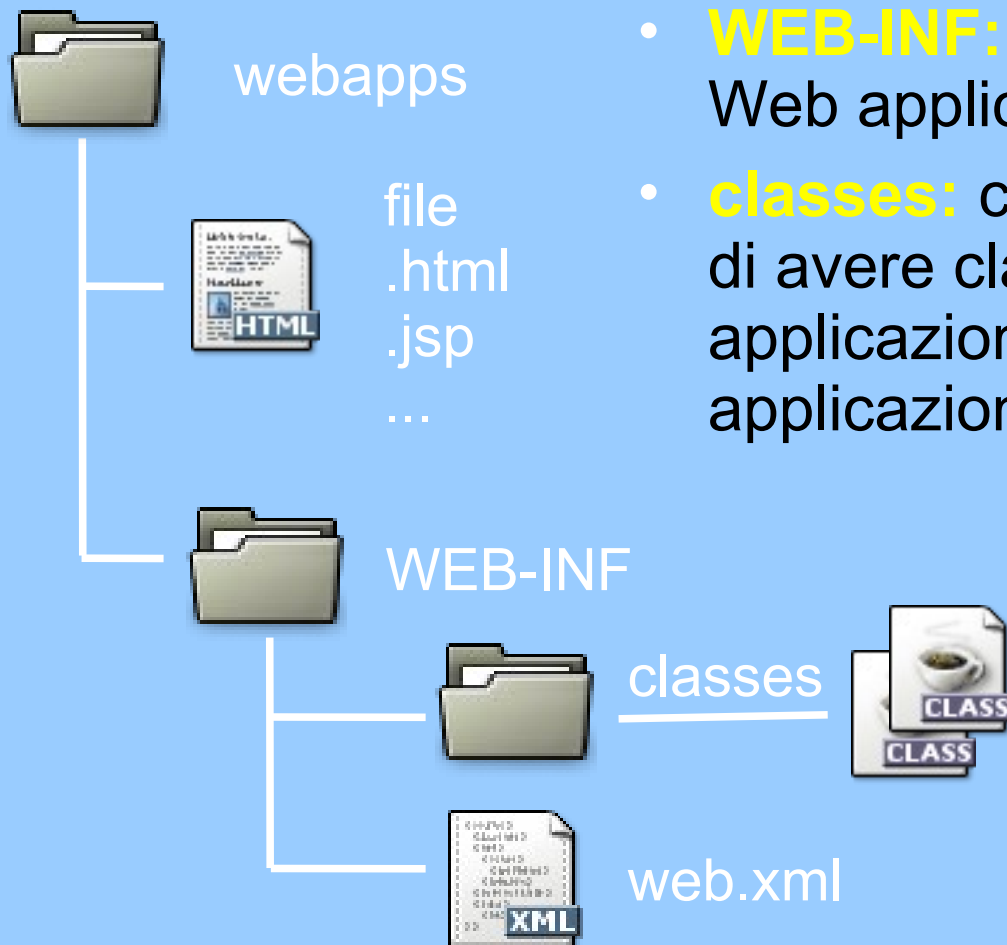 webapps
file
.html
.jsp
...
HTML
WEB-INF
classes
CLASS
CLASS
web.xml
XML
• WEB-INF:
Web applic
• classes: c
di avere cla
applicazion
applicazion